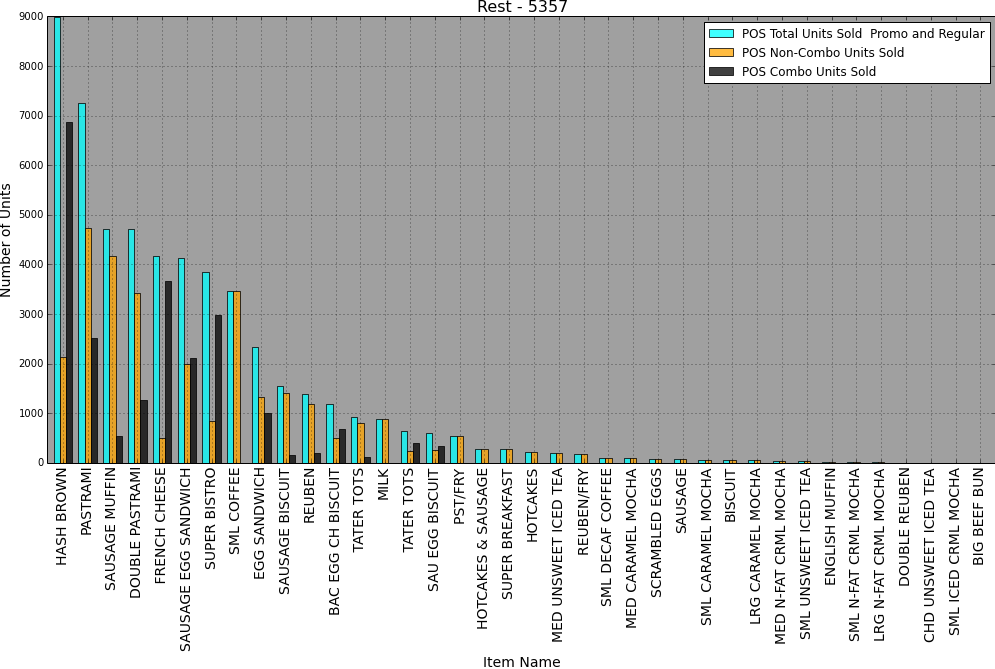 Rest - 5357
POS Total Units Sold  Promo and Regular
POS Non-Combo Units Sold
POS Combo Units Sold
Number of Units
9000
8000
7000
6000
5000
4000
3000
2000
1000
0
HASH BROWN
PASTRAMI
SAUSAGE MUFFIN
DOUBLE PASTRAMI
FRENCH CHEESE
SAUSAGE EGG SANDWICH
SUPER BISTRO
SML COFFEE
EGG SANDWICH
SAUSAGE BISCUIT
REUBEN
BAC EGG CH BISCUIT
TATER TOTS
MILK
TATER TOTS
SAU EGG BISCUIT
PST/FRY
HOTCAKES & SAUSAGE
SUPER BREAKFAST
HOTCAKES
MED UNSWEET ICED TEA
REUBEN/FRY
SML DECAF COFFEE
MED CARAMEL MOCHA
SCRAMBLED EGGS
SAUSAGE
SML CARAMEL MOCHA
BISCUIT
LRG CARAMEL MOCHA
MED N-FAT CRML MOCHA
SML UNSWEET ICED TEA
ENGLISH MUFFIN
SML N-FAT CRML MOCHA
LRG N-FAT CRML MOCHA
DOUBLE REUBEN
CHD UNSWEET ICED TEA
SML ICED CRML MOCHA
BIG BEEF BUN
Item Name